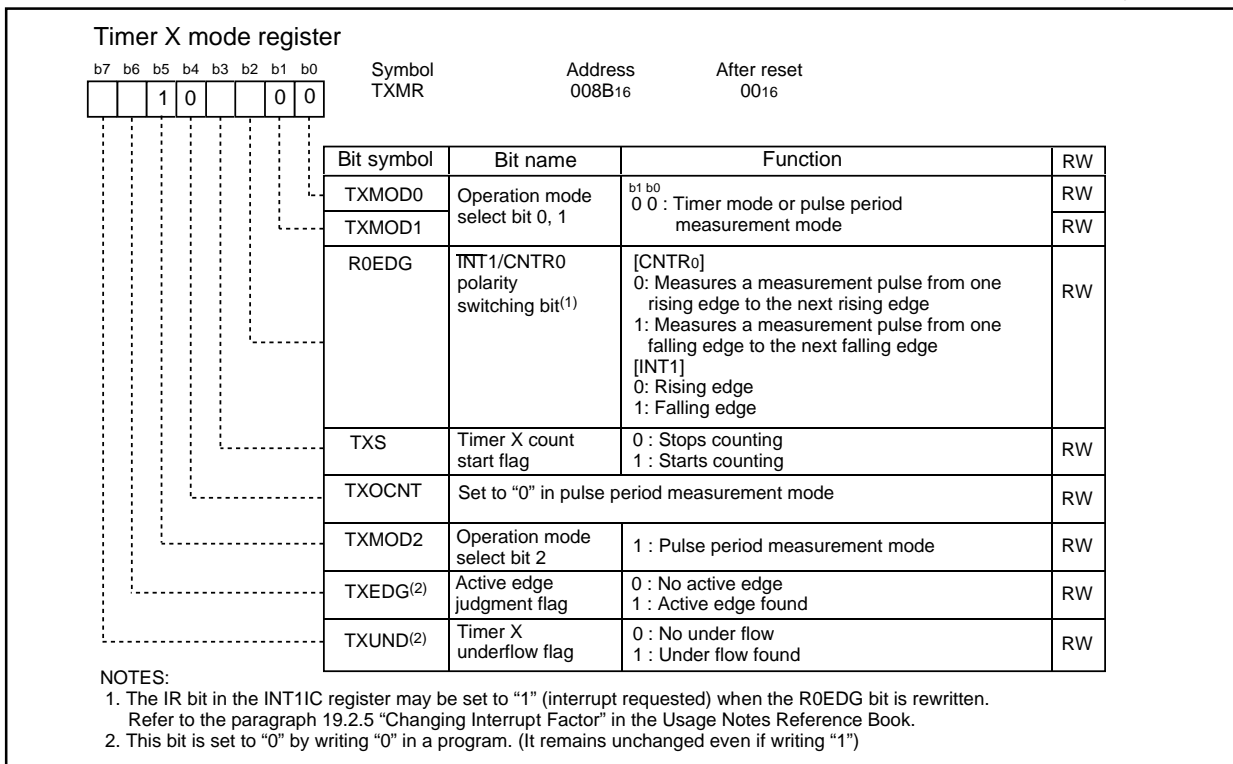 Timer X mode register
b7 b6 b5 b4 b3 b2 b1 b0
Symbol Address After reset
TXMR 008B16 0016
1 0 0 0
Bit symbol Bit name Function RW
TXMOD0 Operation mode select bit 0, 1 b1 b0 RW
0 0 : Timer mode or pulse period
measurement mode
TXMOD1 RW
R0EDG INT1/CNTR0
polarity
switching bit(1)
[CNTR0]
0: Measures a measurement pulse from one
rising edge to the next rising edge
1: Measures a measurement pulse from one
falling edge to the next falling edge
[INT1]
0: Rising edge
1: Falling edge
RW
TXS Timer X count
start flag
0 : Stops counting
1 : Starts counting
RW
TXOCNT Set to “0” in pulse period measurement mode RW
TXMOD2 Operation mode
select bit 2
1 : Pulse period measurement mode RW
TXEDG(2) Active edge
judgment flag
0 : No active edge
1 : Active edge found
RW
TXUND(2) Timer X
underflow flag
0 : No under flow
1 : Under flow found
RW
NOTES:
1. The IR bit in the INT1IC register may be set to “1” (interrupt requested) when the R0EDG bit is rewritten.
Refer to the paragraph 19.2.5 “Changing Interrupt Factor” in the Usage Notes Reference Book.
2. This bit is set to “0” by writing “0” in a program. (It remains unchanged even if writing “1”)